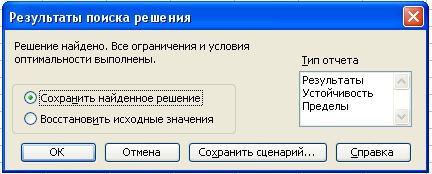 Результаты поиска решения
Решение найдено. Все ограничения и условия
оптимальности выполнены.
Тип отчета
Результаты
Устойчивость
Пределы
Сохранить найденное решение
Восстановить исходные значения
ОК
Отмена
Сохранить сценарий...
Справка